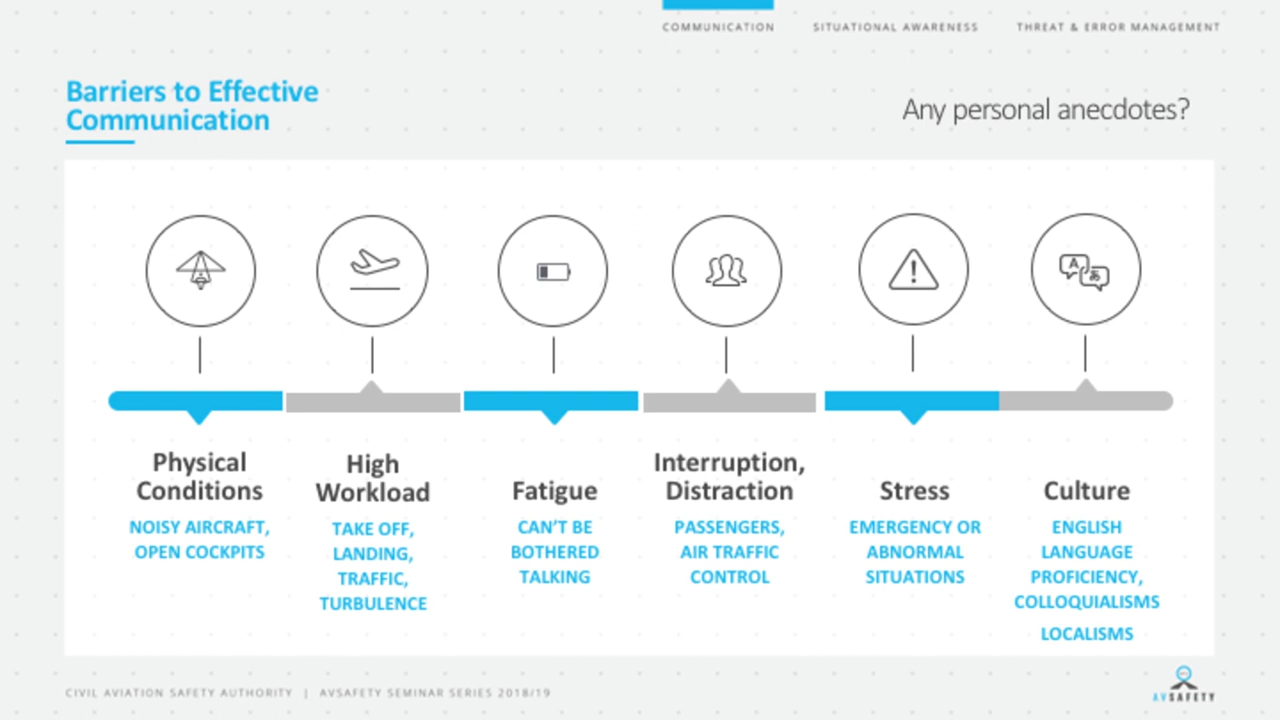 COMMUNICATION
SITUATIONAL AWARENESS
THREAT & ERROR MANAGEMENT
Barriers to Effective
Communication
Any personal anecdotes?
A
あ
Physical
Conditions
NOISY AIRCRAFT,
OPEN COCKPITS
High
Workload
TAKE OFF,
LANDING,
TRAFFIC,
TURBULENCE
Fatigue
CAN'T BE
BOTHERED
TALKING
Interruption,
Distraction
PASSENGERS,
AIR TRAFFIC
CONTROL
Stress
EMERGENCY OR
ABNORMAL
SITUATIONS
Culture
ENGLISH
LANGUAGE
PROFICIENCY,
COLLOQUIALISMS
LOCALISMS
CIVIL AVIATION SAFETY AUTHORITY | AVSAFETY SEMINAR SERIES 2018/19
AVSAFETY